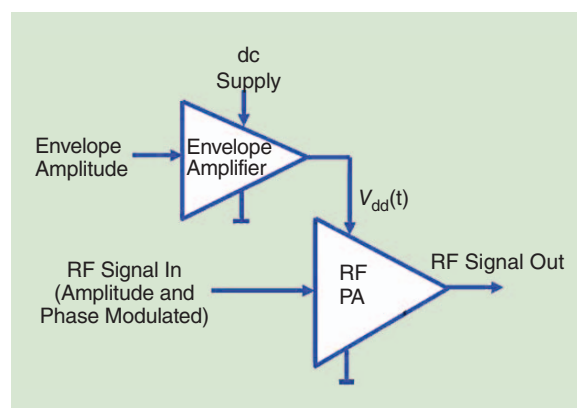 dc
Supply
Envelope
Amplitude
Envelope
Amplifier
V_dd(t)
RF Signal In
(Amplitude and
Phase Modulated)
RF
PA
RF Signal Out